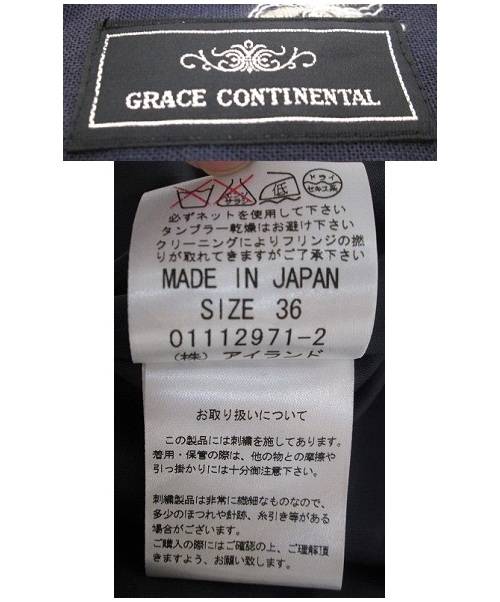 GRACE CONTINENTAL
エンソ
サラシ
低
ドライ
セキユ系
必ずネットを使用して下さい
タンブラー乾燥はお避け下さい
クリーニングによりフリンジの撚
りが取れてきますがご了承下さい
MADE IN JAPAN
SIZE 36
01112971-2
(株) アイランド
お取り扱いについて
この製品には刺繍を施してあります。
着用・保管の際は、他の物との摩擦や
引っ掛かりには十分御注意下さい。
刺繍製品は非常に繊細なものなので、
多少のほつれや針跡、糸引き等がある
場合がございます。
ご購入の際にはご確認の上、ご理解頂
きますよう、お願い致します。